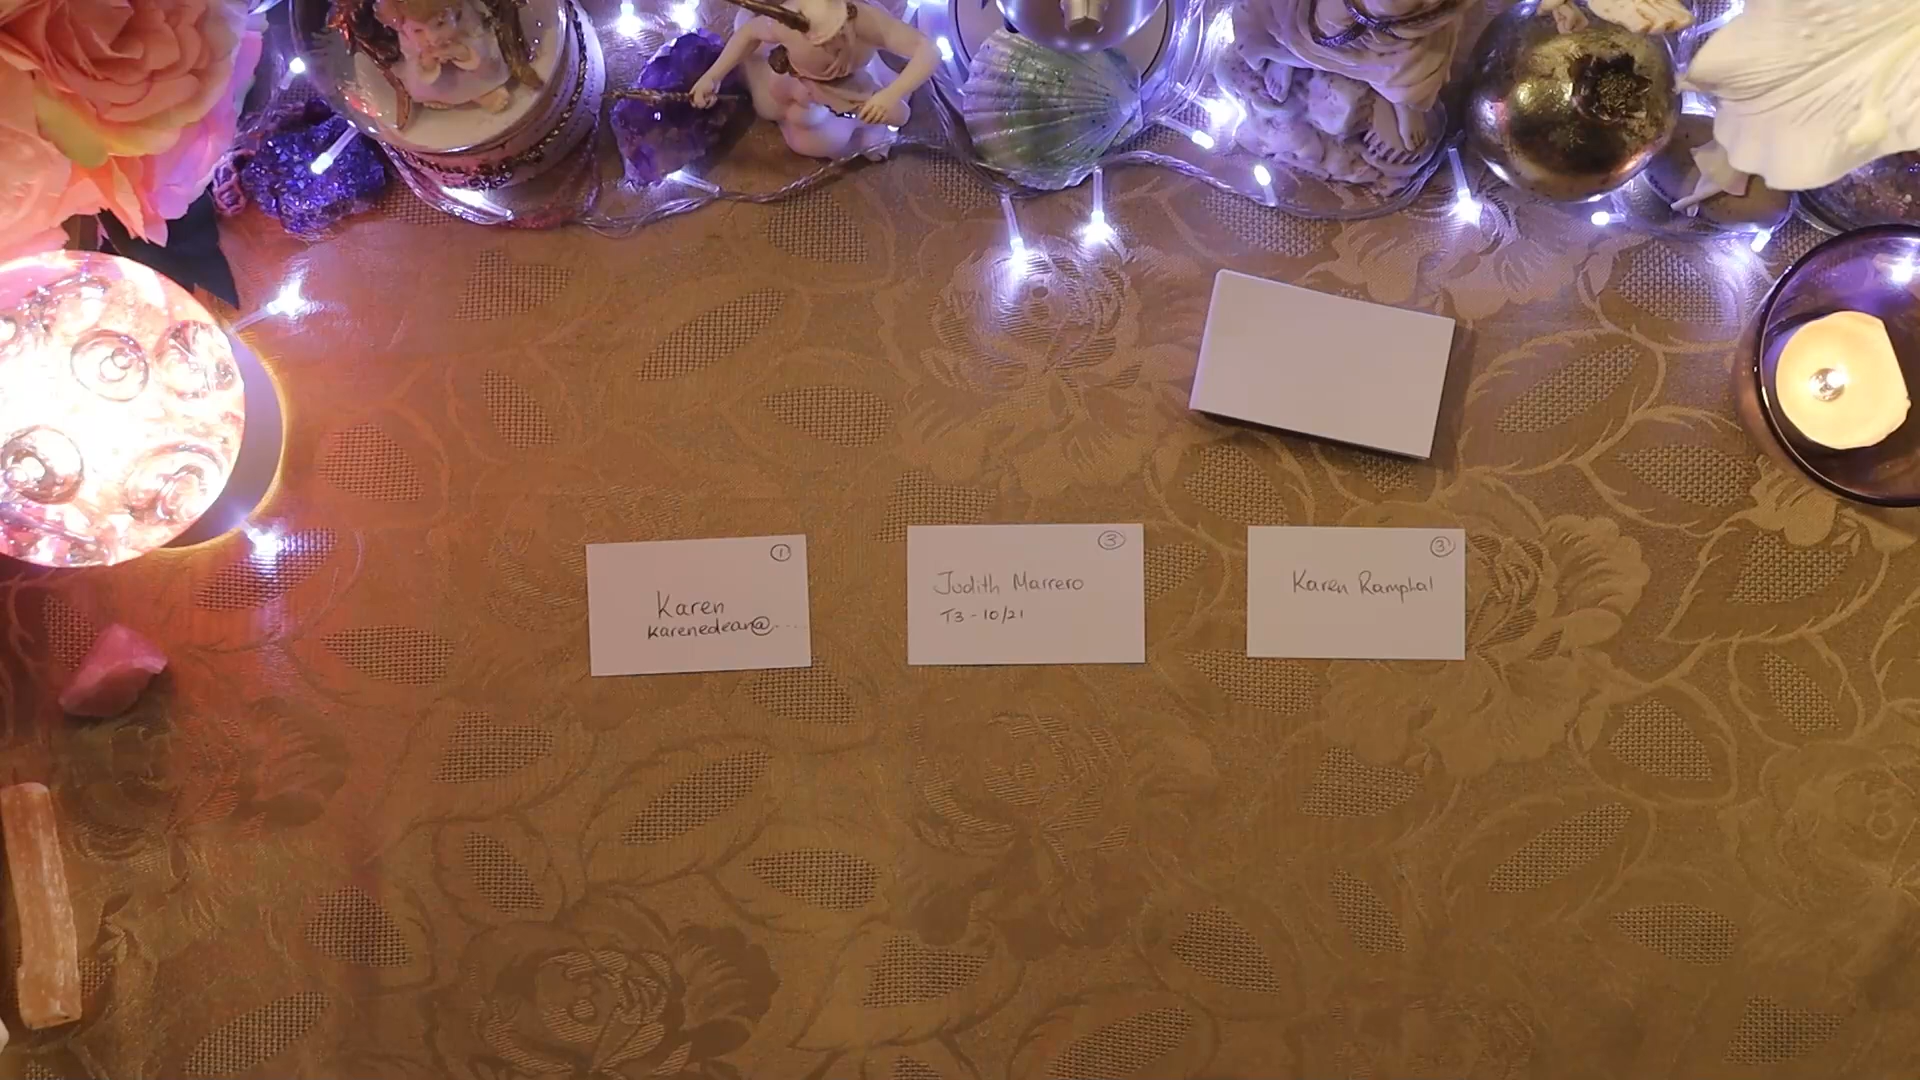 ①
Karen
karenedean@....
③
Judith Marrero
T3-10/21
③
Karen Ramphal